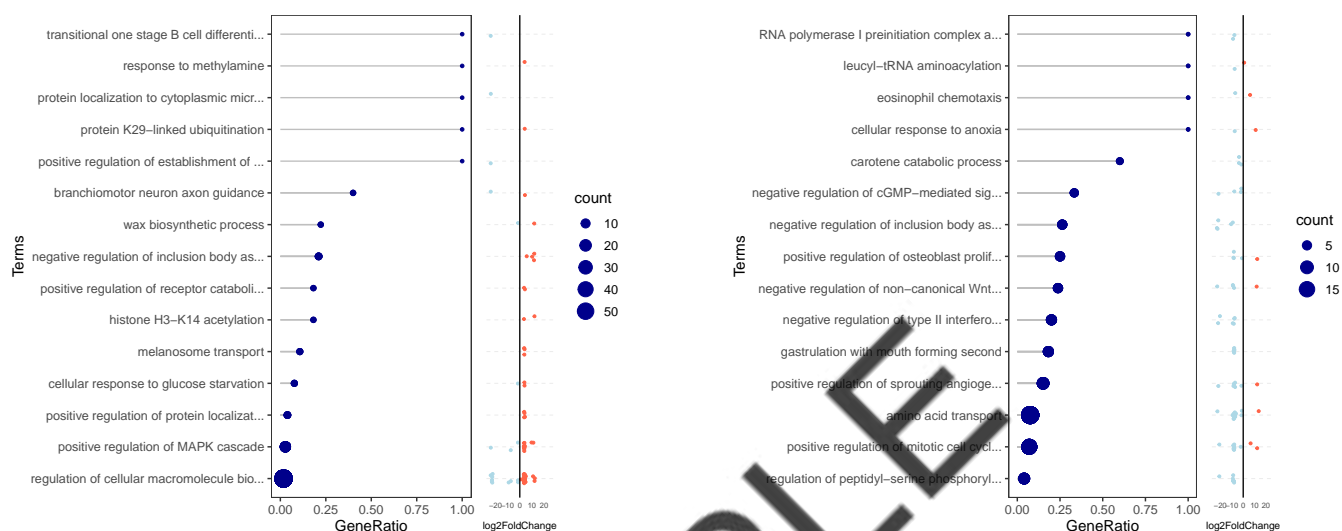 transitional one stage B cell differenti...
response to methylamine
protein localization to cytoplasmic micr...
protein K29−linked ubiquitination
positive regulation of establishment of ...
branchiomotor neuron axon guidance
wax biosynthetic process
negative regulation of inclusion body as...
positive regulation of receptor cataboli...
histone H3−K14 acetylation
melanosome transport
cellular response to glucose starvation
positive regulation of protein localizat...
positive regulation of MAPK cascade
regulation of cellular macromolecule bio...
Terms
0.00 0.25 0.50 0.75 1.00
GeneRatio
−20 −10 0 10 20
log2FoldChange
count
10
20
30
40
50
RNA polymerase I preinitiation complex a...
leucyl−tRNA aminoacylation
eosinophil chemotaxis
cellular response to anoxia
carotene catabolic process
negative regulation of cGMP−mediated sig...
negative regulation of inclusion body as...
positive regulation of osteoblast prolif...
negative regulation of non−canonical Wnt...
negative regulation of type II interfero...
gastrulation with mouth forming second
positive regulation of sprouting angioge...
amino acid transport
positive regulation of mitotic cell cycl...
regulation of peptidyl−serine phosphoryl...
Terms
0.00 0.25 0.50 0.75 1.00
GeneRatio
−20 −10 0 10 20
log2FoldChange
count
5
10
15